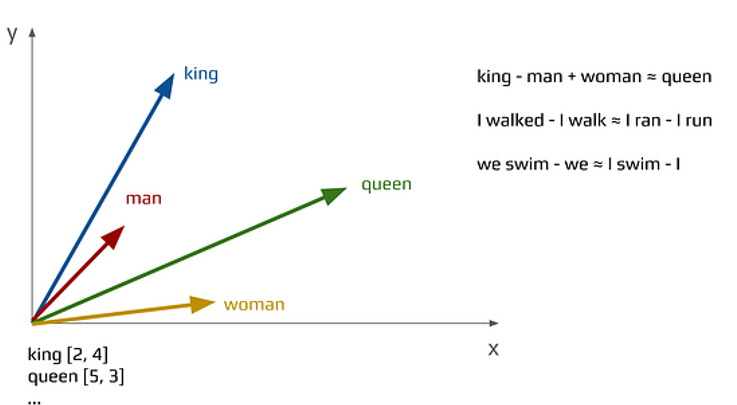 y
king
king - man + woman ≈ queen
I walked - I walk ≈ I ran - I run
we swim - we ≈ I swim - I
man
queen
woman
x
king [2, 4]
queen [5, 3]
...